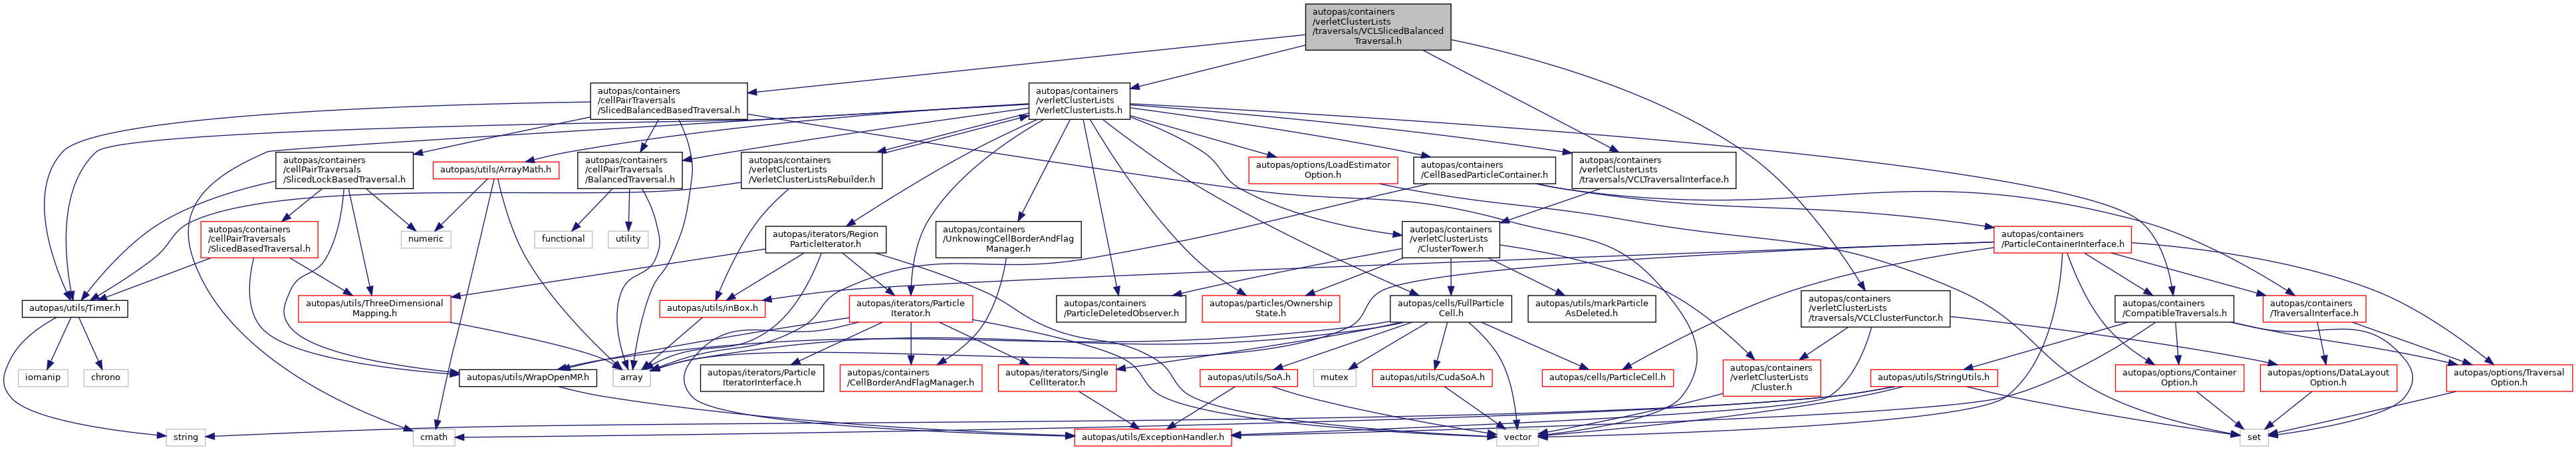 autopas/containers
/verletClusterLists
/traversals/VCLSlicedBalanced
Traversal.h
autopas/containers
/cellPairTraversals
/SlicedBalancedBasedTraversal.h
autopas/containers
/verletClusterLists
/VerletClusterLists.h
autopas/containers
/cellPairTraversals
/SlicedLockBasedTraversal.h
autopas/utils/ArrayMath.h
autopas/containers
/cellPairTraversals
/BalancedTraversal.h
autopas/containers
/verletClusterLists
/VerletClusterListsRebuilder.h
autopas/options/LoadEstimator
Option.h
autopas/containers
/CellBasedParticleContainer.h
autopas/containers
/verletClusterLists
/traversals/VCLTraversalInterface.h
autopas/containers
/cellPairTraversals
/SlicedBasedTraversal.h
numeric
functional
utility
autopas/iterators/Region
ParticleIterator.h
autopas/containers
/UnknowingCellBorderAndFlag
Manager.h
autopas/containers
/verletClusterLists
/ClusterTower.h
autopas/containers
/ParticleContainerInterface.h
autopas/utils/Timer.h
autopas/utils/ThreeDimensional
Mapping.h
autopas/utils/inBox.h
autopas/iterators/Particle
Iterator.h
autopas/containers
/ParticleDeletedObserver.h
autopas/particles/Ownership
State.h
autopas/cells/FullParticle
Cell.h
autopas/utils/markParticle
AsDeleted.h
autopas/containers
/verletClusterLists
/traversals/VCLClusterFunctor.h
autopas/containers
/CompatibleTraversals.h
autopas/containers
/TraversalInterface.h
iomanip
chrono
autopas/utils/WrapOpenMP.h
array
autopas/iterators/Particle
IteratorInterface.h
autopas/containers
/CellBorderAndFlagManager.h
autopas/iterators/Single
CellIterator.h
autopas/utils/SoA.h
mutex
autopas/utils/CudaSoA.h
autopas/cells/ParticleCell.h
autopas/containers
/verletClusterLists
/Cluster.h
autopas/utils/StringUtils.h
autopas/options/Container
Option.h
autopas/options/DataLayout
Option.h
autopas/options/Traversal
Option.h
string
cmath
autopas/utils/ExceptionHandler.h
vector
set